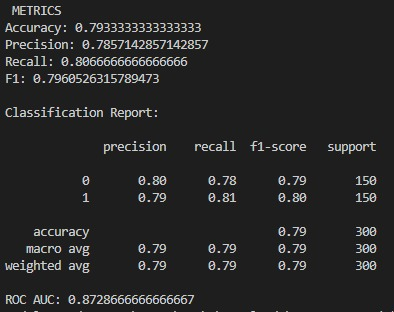 METRICS
Accuracy: 0.7933333333333333
Precision: 0.7857142857142857
Recall: 0.8066666666666666
F1: 0.7960526315789473
Classification Report:
precision recall f1-score support
0 0.80 0.78 0.79 150
1 0.79 0.81 0.80 150
accuracy 0.79 300
macro avg 0.79 0.79 0.79 300
weighted avg 0.79 0.79 0.79 300
ROC AUC: 0.8728666666666667